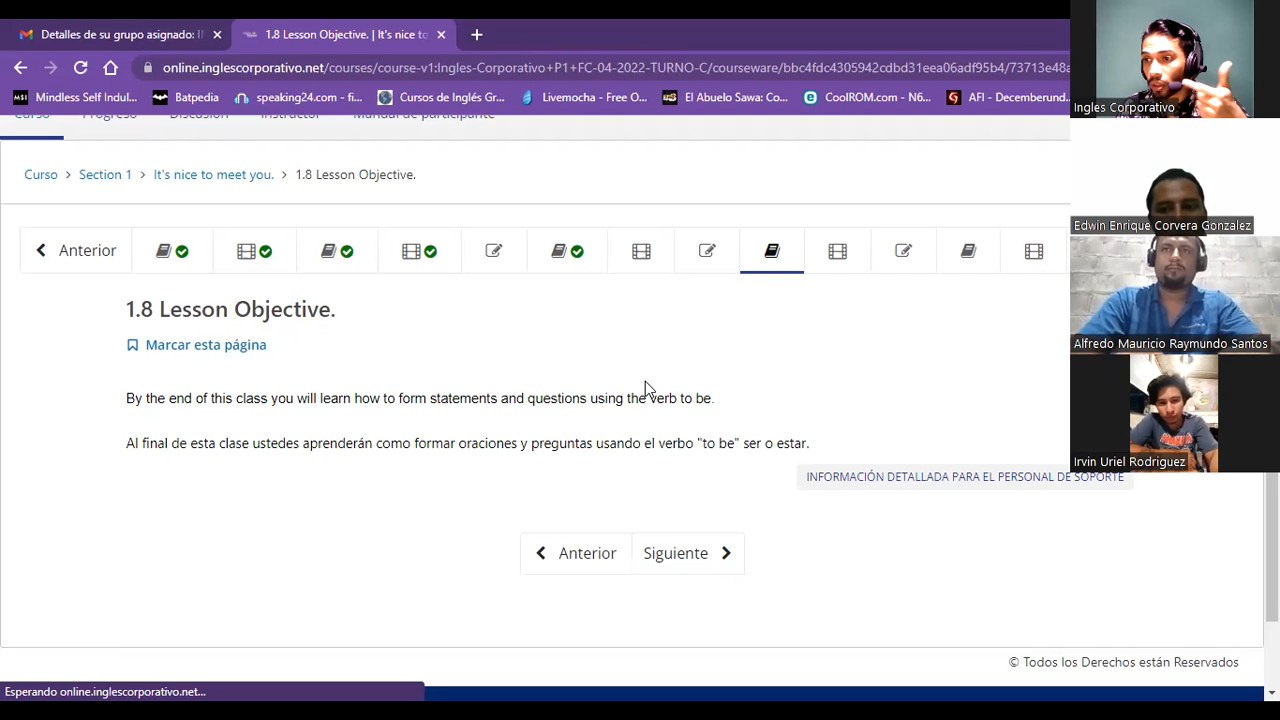 Detalles de su grupo asignado: I
1.8 Lesson Objective. | It's nice to
online.inglescorporativo.net/courses/course-v1:Ingles-Corporativo+P1+FC-04-2022-TURNO-C/courseware/bbc4fdc4305942cdbd31eea06adf95b4/73713e48a
Mindless Self Indul...
Batpedia
speaking24.com - fi...
Cursos de Inglés Gr...
Livemocha - Free O...
El Abuelo Sawa: Co...
CoolROM.com - N6...
AFI - Decemberund...
Curso
Progreso
Discusión
Instructor
Manual de participante
Curso > Section 1 > It's nice to meet you. > 1.8 Lesson Objective.
Anterior
1.8 Lesson Objective.
Marcar esta página
By the end of this class you will learn how to form statements and questions using the verb to be.
Al final de esta clase ustedes aprenderán como formar oraciones y preguntas usando el verbo "to be" ser o estar.
INFORMACIÓN DETALLADA PARA EL PERSONAL DE SOPORTE
Anterior
Siguiente
© Todos los Derechos están Reservados
Esperando online.inglescorporativo.net...
Ingles Corporativo
Edwin Enrique Corvera Gonzalez
Alfredo Mauricio Raymundo Santos
Irvin Uriel Rodriguez